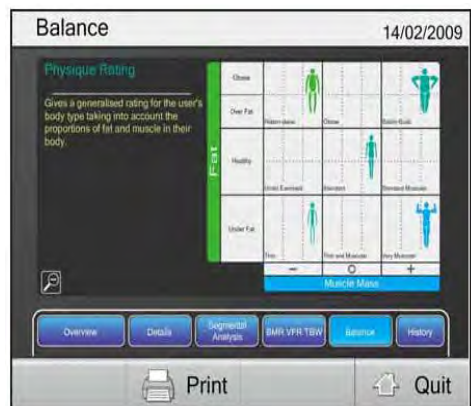 Balance
14/02/2009
Physique Rating
Gives a generalised rating for the user's
body type taking into account the
proportions of fat and muscle in their
body.
Fat
Obese
Over Fat
Healthy
Under Fat
Hidden Obese
Obese
Solidly Built
Under Exercised
Standard
Standard Muscular
Thin
Thin and Muscular
Very Muscular
- O +
Muscle Mass
Overview
Details
Segmental
Analysis
BMR VFR TBW
Balance
History
Print
Quit